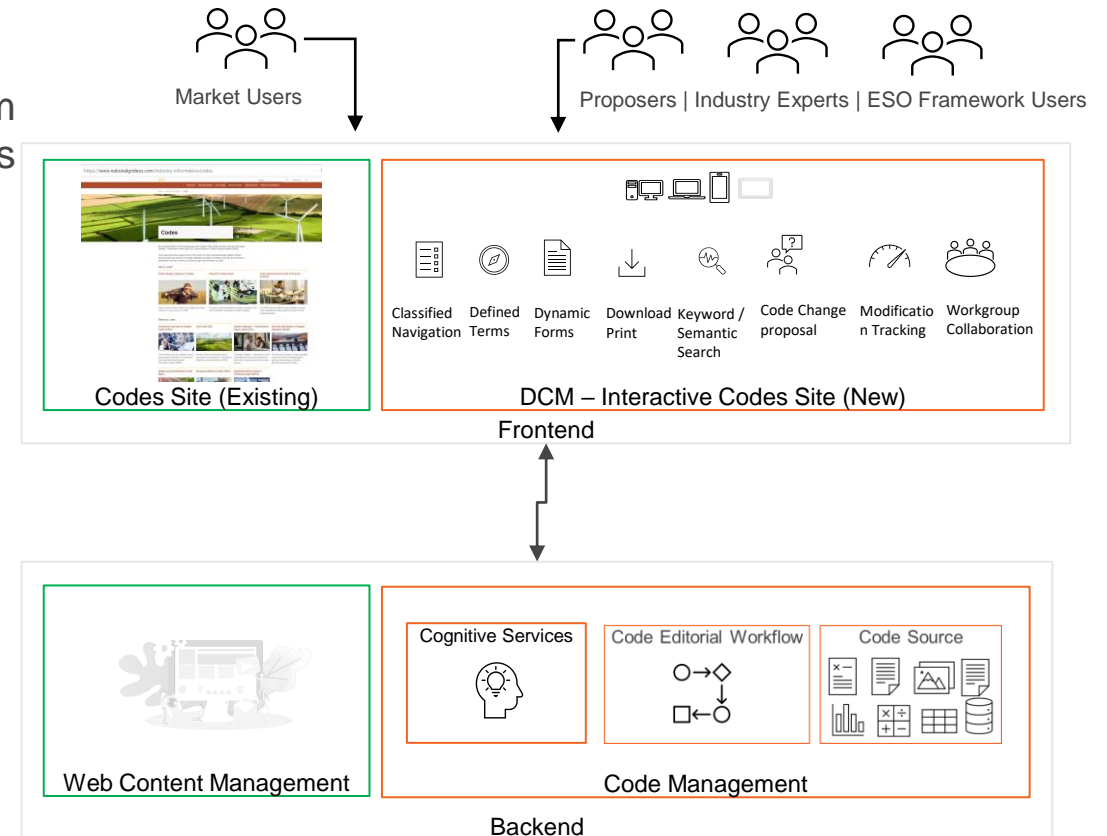 m
s
Market Users
Proposers | Industry Experts | ESO Framework Users
Codes
?
Classified
Navigation
Defined
Terms
Dynamic
Forms
Download
Print
Keyword /
Semantic
Search
Code Change
proposal
Modificatio
n Tracking
Workgroup
Collaboration
Codes Site (Existing)
DCM – Interactive Codes Site (New)
Frontend
Cognitive Services
Code Editorial Workflow
Code Source
Web Content Management
Code Management
Backend